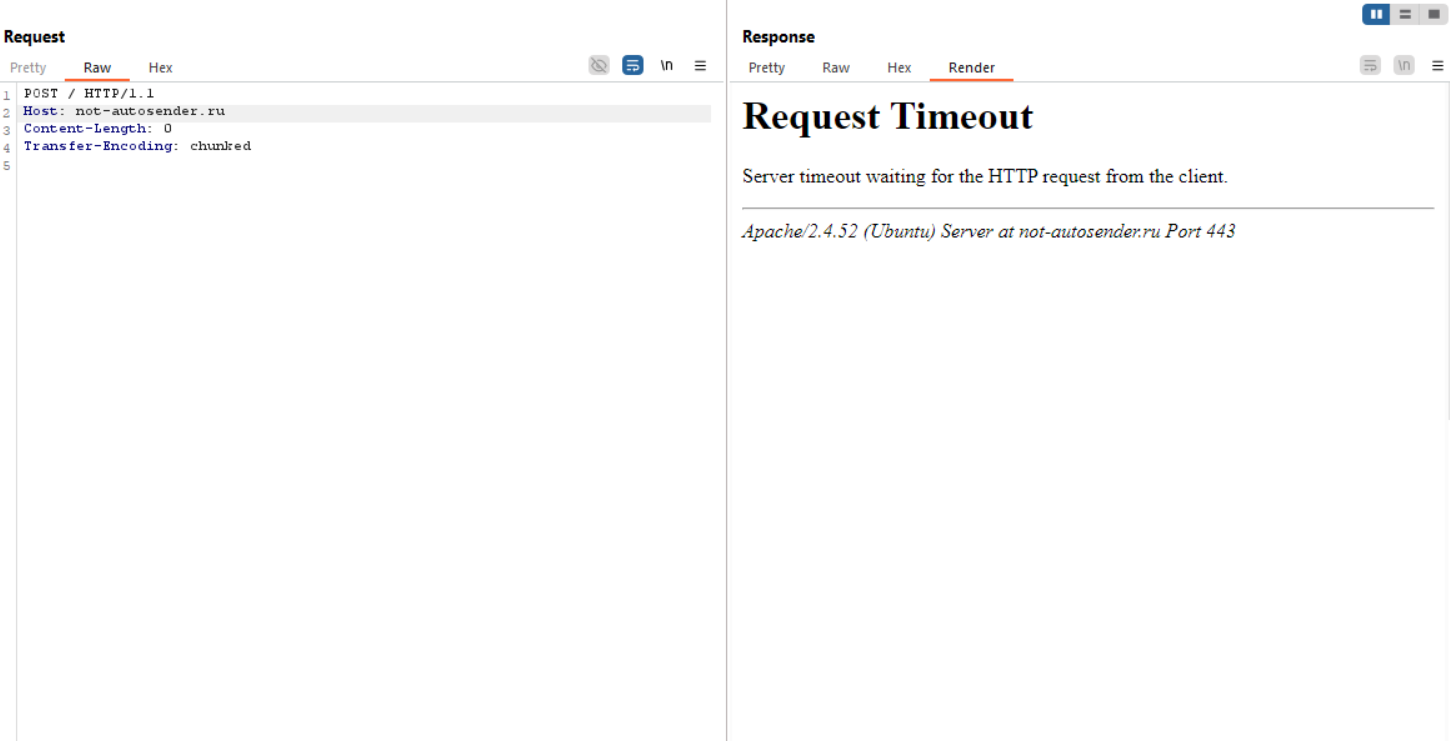 Request
Pretty Raw Hex
\n
1 POST / HTTP/1.1
2 Host: not-autosender.ru
3 Content-Length: 0
4 Transfer-Encoding: chunked
5
Response
Pretty Raw Hex Render
\n
Request Timeout
Server timeout waiting for the HTTP request from the client.
Apache/2.4.52 (Ubuntu) Server at not-autosender.ru Port 443